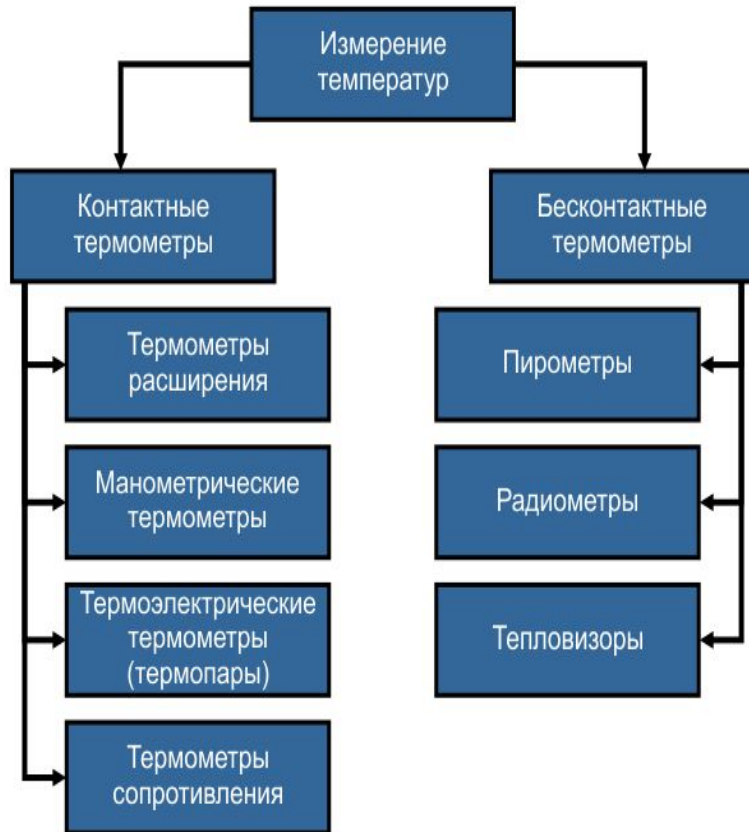 Измерение
температур
Контактные
термометры
Бесконтактные
термометры
Термометры
расширения
Манометрические
термометры
Термоэлектрические
термометры
(термопары)
Термометры
сопротивления
Пирометры
Радиометры
Тепловизоры